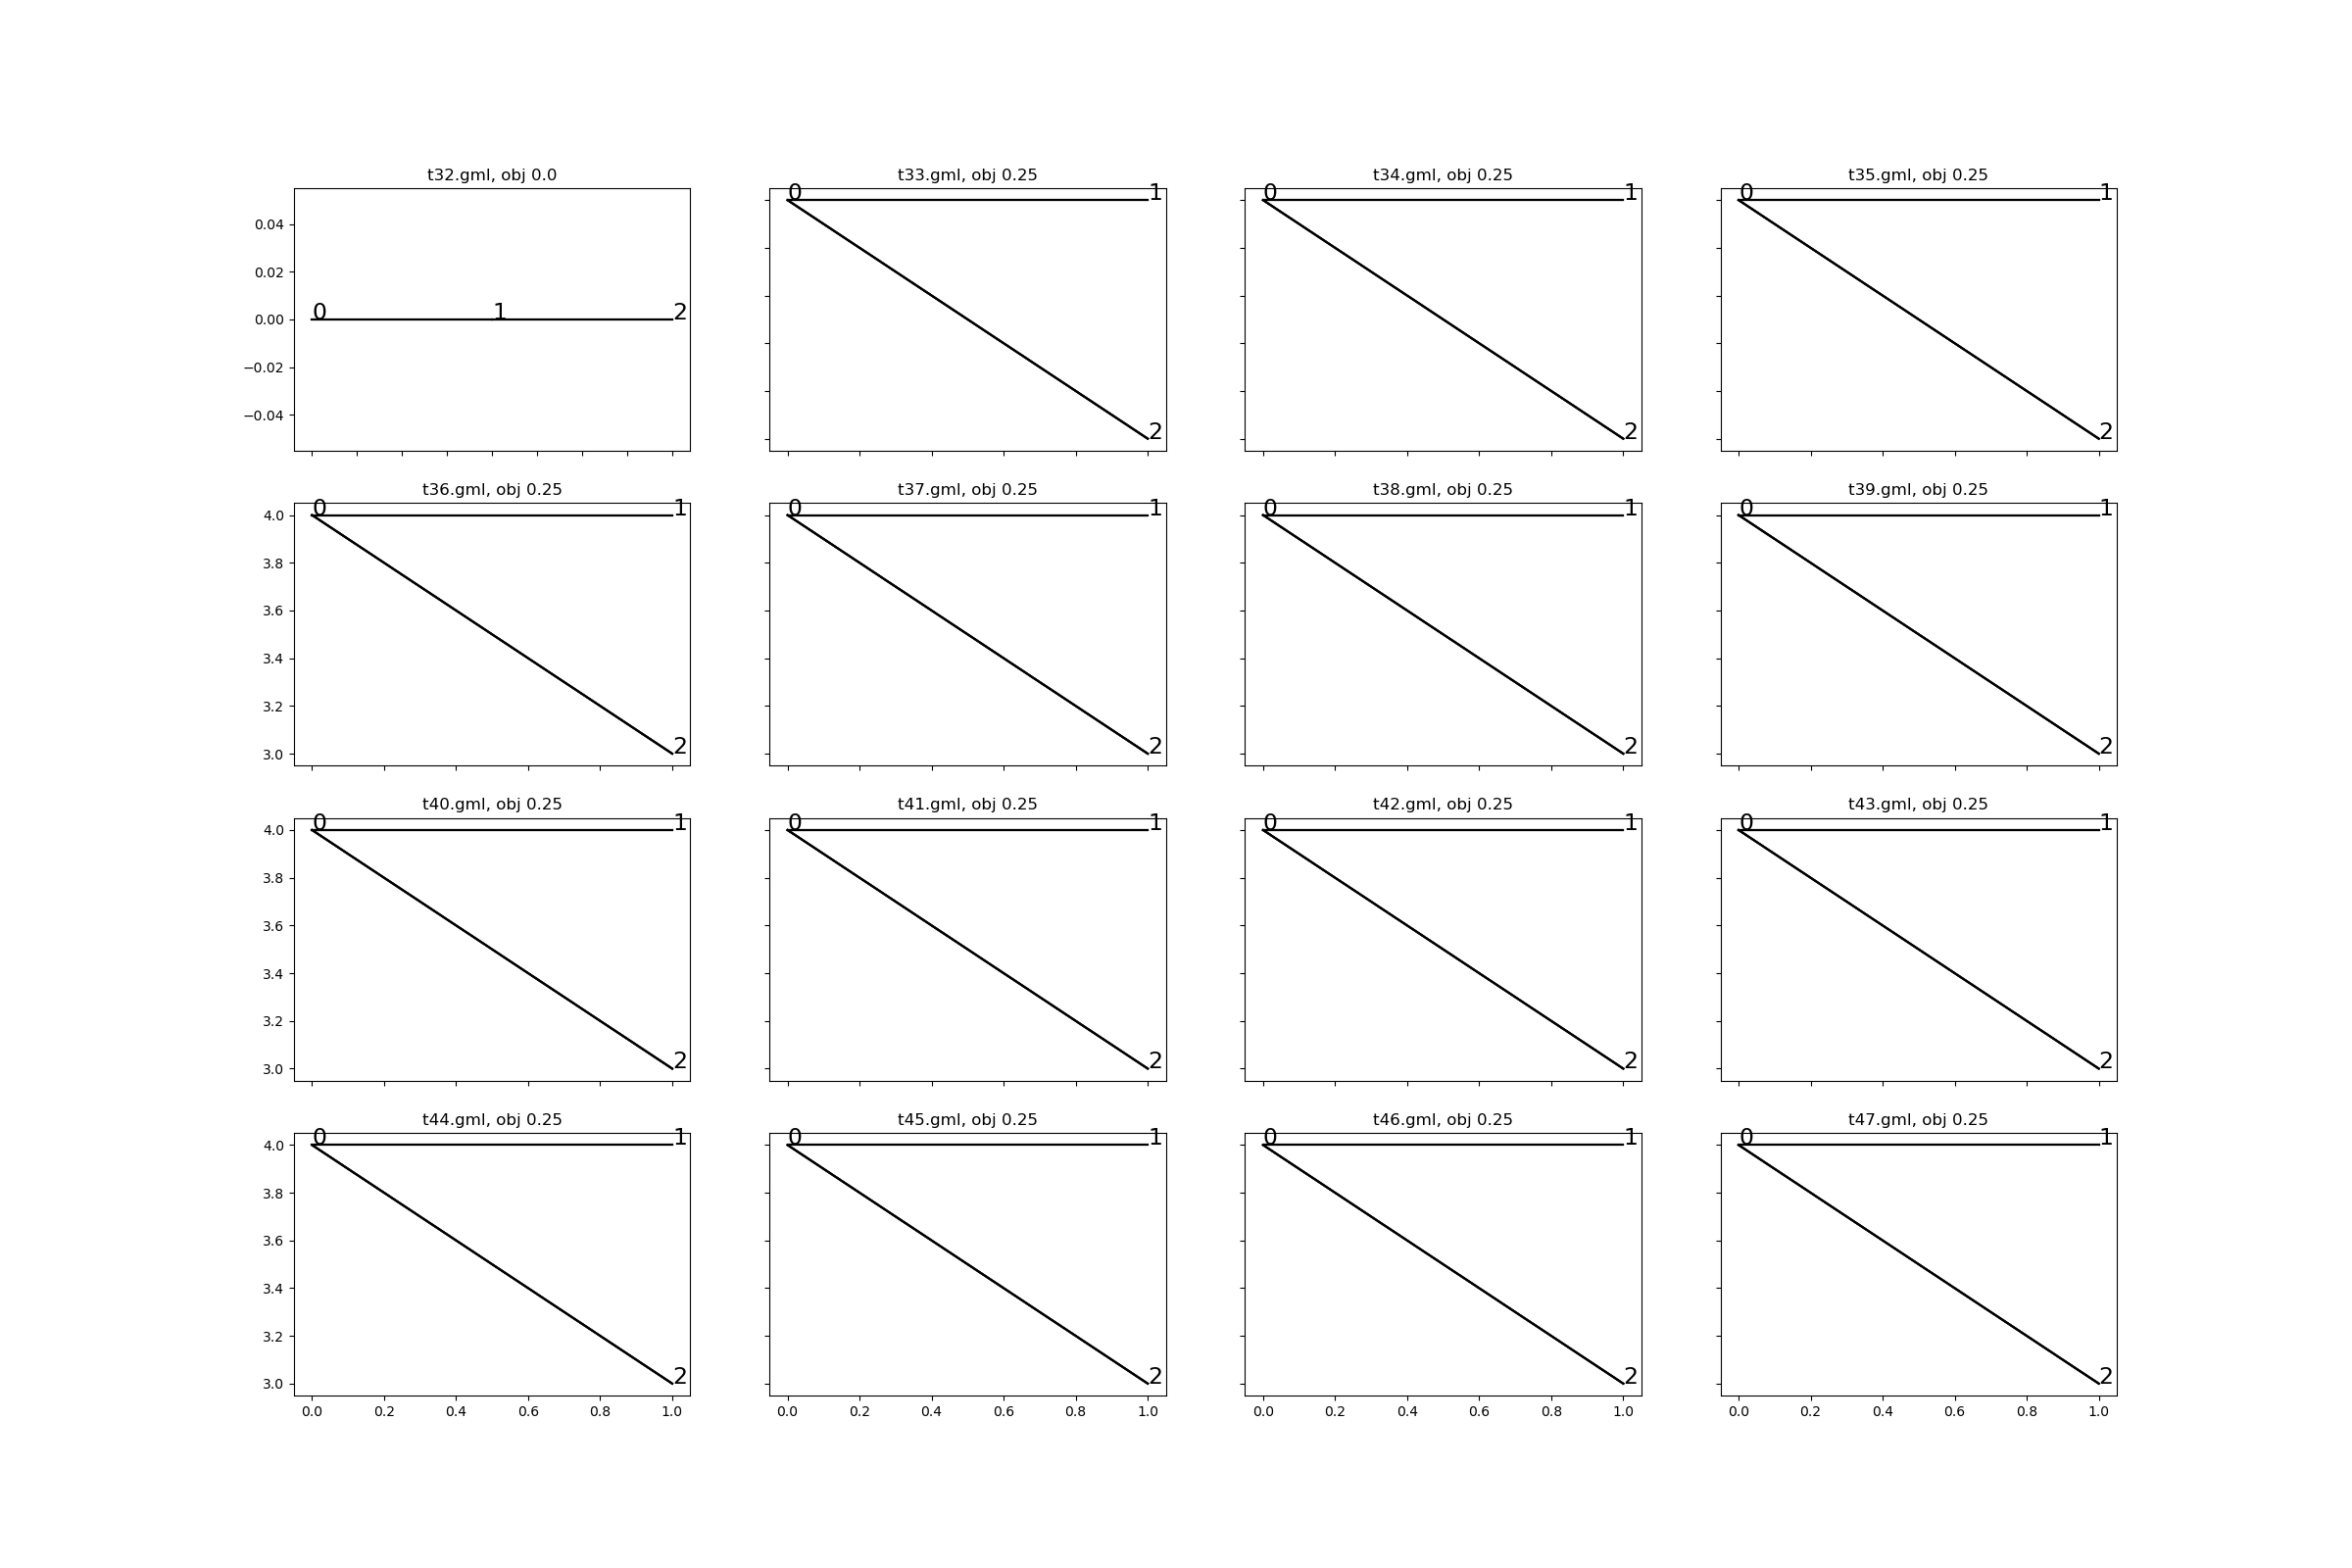 t32.gml, obj 0.0 t33.gml, obj 0.25 t34.gml, obj 0.25 t35.gml, obj 0.25
0 1 0 1 0 1
0.04
0.02
0.00 0 1 2
−0.02
−0.04
2 2 2
t36.gml, obj 0.25 t37.gml, obj 0.25 t38.gml, obj 0.25 t39.gml, obj 0.25
4.0 0 1 0 1 0 1 0 1
3.8
3.6
3.4
3.2
3.0 2 2 2 2
t40.gml, obj 0.25 t41.gml, obj 0.25 t42.gml, obj 0.25 t43.gml, obj 0.25
4.0 0 1 0 1 0 1 0 1
3.8
3.6
3.4
3.2
3.0 2 2 2 2
t44.gml, obj 0.25 t45.gml, obj 0.25 t46.gml, obj 0.25 t47.gml, obj 0.25
4.0 0 1 0 1 0 1 0 1
3.8
3.6
3.4
3.2
3.0 2 2 2 2
0.0 0.2 0.4 0.6 0.8 1.0 0.0 0.2 0.4 0.6 0.8 1.0 0.0 0.2 0.4 0.6 0.8 1.0 0.0 0.2 0.4 0.6 0.8 1.0